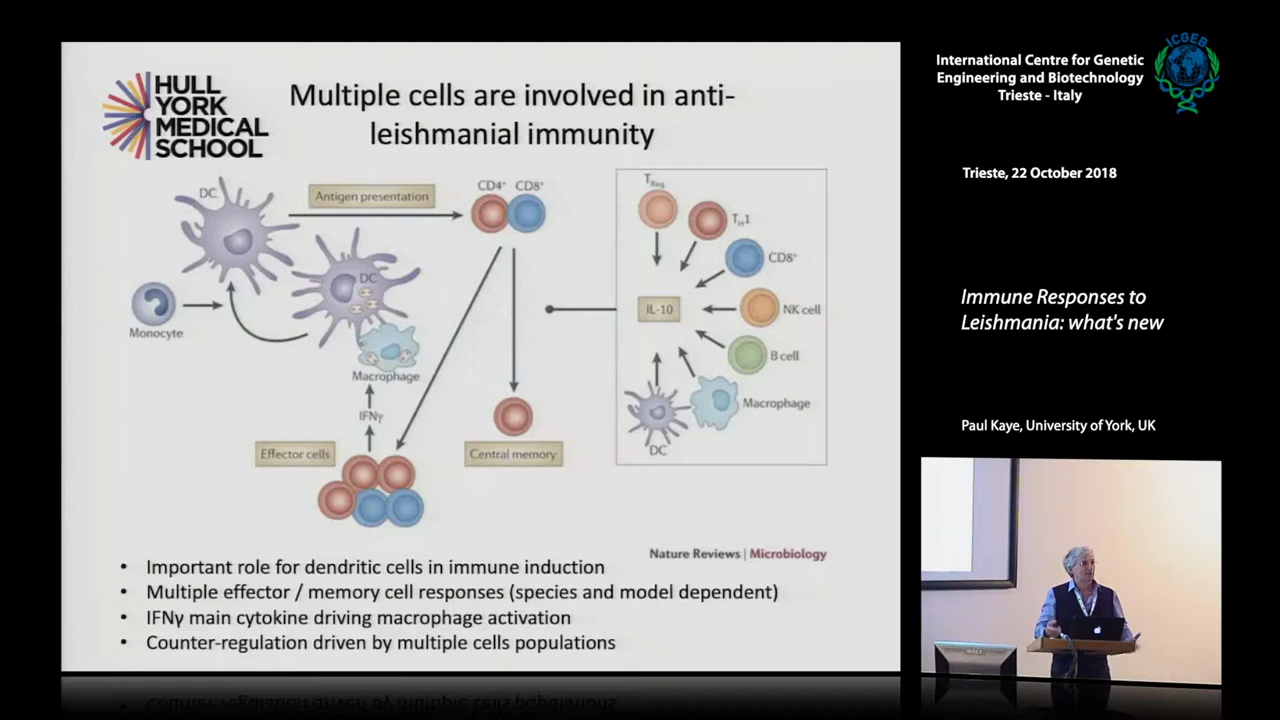 HULL
YORK
MEDICAL
SCHOOL
Multiple cells are involved in anti-
leishmanial immunity
DC
Antigen presentation
CD4⁺ CD8⁺
DC
Monocyte
Macrophage
IFNγ
Effector cells
Central memory
TReg
TH1
CD8⁺
IL-10
NK cell
B cell
Macrophage
DC
Nature Reviews | Microbiology
• Important role for dendritic cells in immune induction
• Multiple effector / memory cell responses (species and model dependent)
• IFNγ main cytokine driving macrophage activation
• Counter-regulation driven by multiple cells populations
International Centre for Genetic
Engineering and Biotechnology
Trieste - Italy
ICGEB
Trieste, 22 October 2018
Immune Responses to
Leishmania: what's new
Paul Kaye, University of York, UK